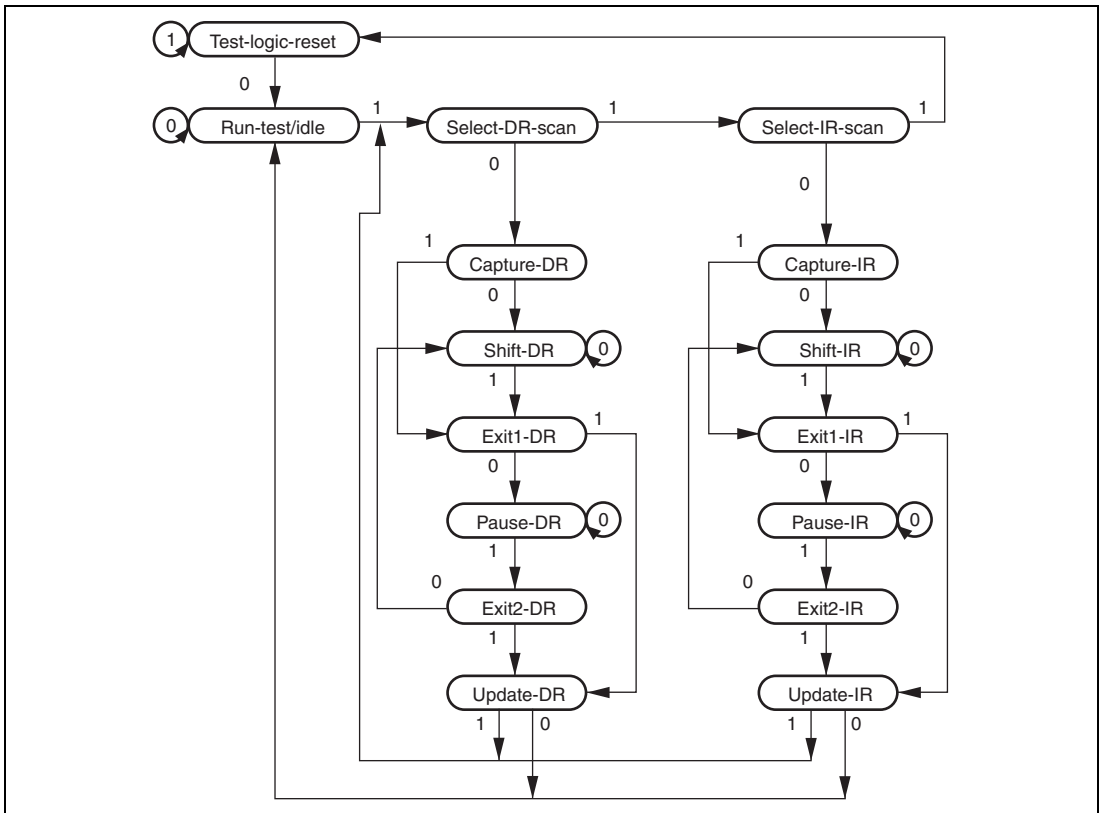 1 Test-logic-reset
0
0 Run-test/idle 1 Select-DR-scan 1 Select-IR-scan 1
0 0
1 Capture-DR 1 Capture-IR
0 0
Shift-DR 0 Shift-IR 0
1 1
Exit1-DR 1 Exit1-IR 1
0 0
Pause-DR 0 Pause-IR 0
1 1
0 Exit2-DR 0 Exit2-IR
1 1
Update-DR Update-IR
1 0 1 0